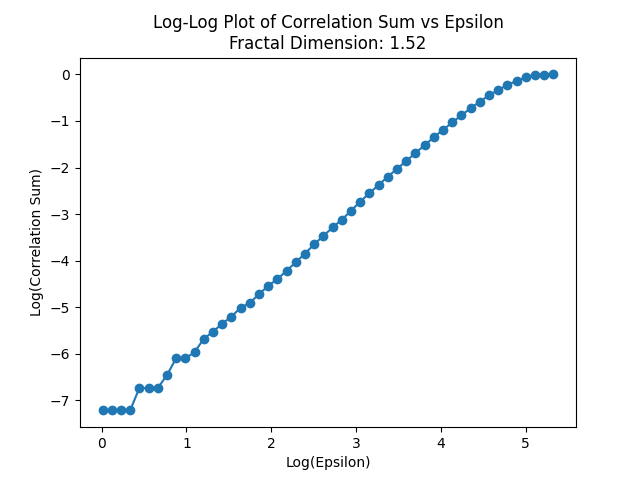 Log-Log Plot of Correlation Sum vs Epsilon
Fractal Dimension: 1.52
Log(Correlation Sum)
0
−1
−2
−3
−4
−5
−6
−7
0 1 2 3 4 5
Log(Epsilon)